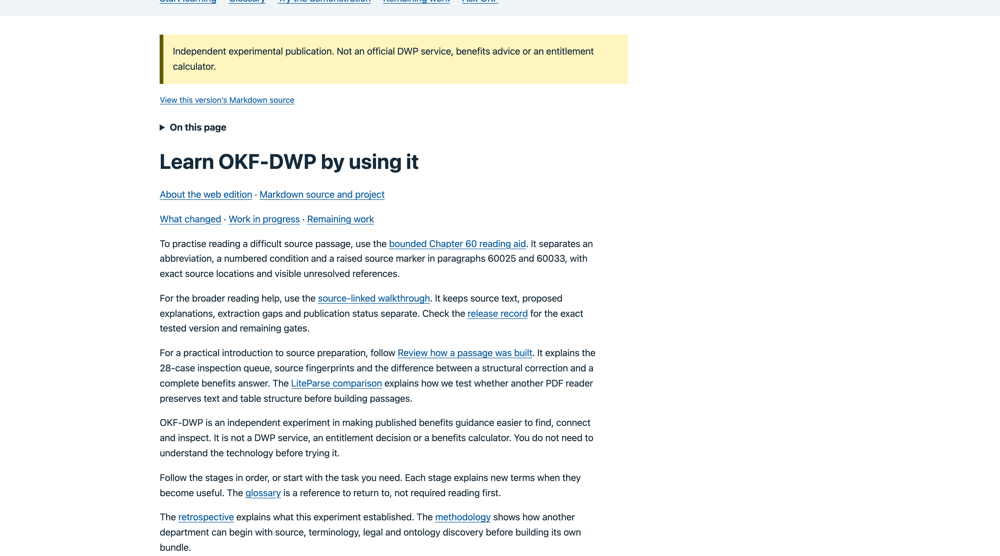 Start learning Glossary Try the demonstration Remaining work Ask OKF
Independent experimental publication. Not an official DWP service, benefits advice or an entitlement
calculator.
View this version's Markdown source
On this page
Learn OKF-DWP by using it
About the web edition · Markdown source and project
What changed · Work in progress · Remaining work
To practise reading a difficult source passage, use the bounded Chapter 60 reading aid. It separates an
abbreviation, a numbered condition and a raised source marker in paragraphs 60025 and 60033, with
exact source locations and visible unresolved references.
For the broader reading help, use the source-linked walkthrough. It keeps source text, proposed
explanations, extraction gaps and publication status separate. Check the release record for the exact
tested version and remaining gates.
For a practical introduction to source preparation, follow Review how a passage was built. It explains the
28-case inspection queue, source fingerprints and the difference between a structural correction and a
complete benefits answer. The LiteParse comparison explains how we test whether another PDF reader
preserves text and table structure before building passages.
OKF-DWP is an independent experiment in making published benefits guidance easier to find, connect
and inspect. It is not a DWP service, an entitlement decision or a benefits calculator. You do not need to
understand the technology before trying it.
Follow the stages in order, or start with the task you need. Each stage explains new terms when they
become useful. The glossary is a reference to return to, not required reading first.
The retrospective explains what this experiment established. The methodology shows how another
department can begin with source, terminology, legal and ontology discovery before building its own
bundle.